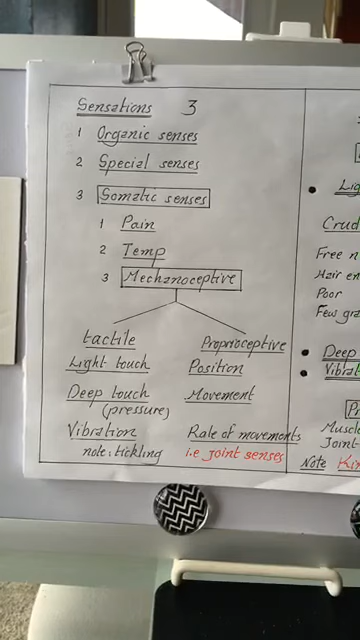 Sensations 3
1 Organic senses
2 Special senses
3 Somatic senses
1 Pain
2 Temp
3 Mechanoceptive
tactile
Light touch
Deep touch
(pressure)
Vibration
note: tickling
Proprioceptive
Position
Movement
Rate of movements
i.e joint senses
Crud
Free n
Hair en
Poor
Few gra
Deep
Vibrat
Muscle
Joint
Note